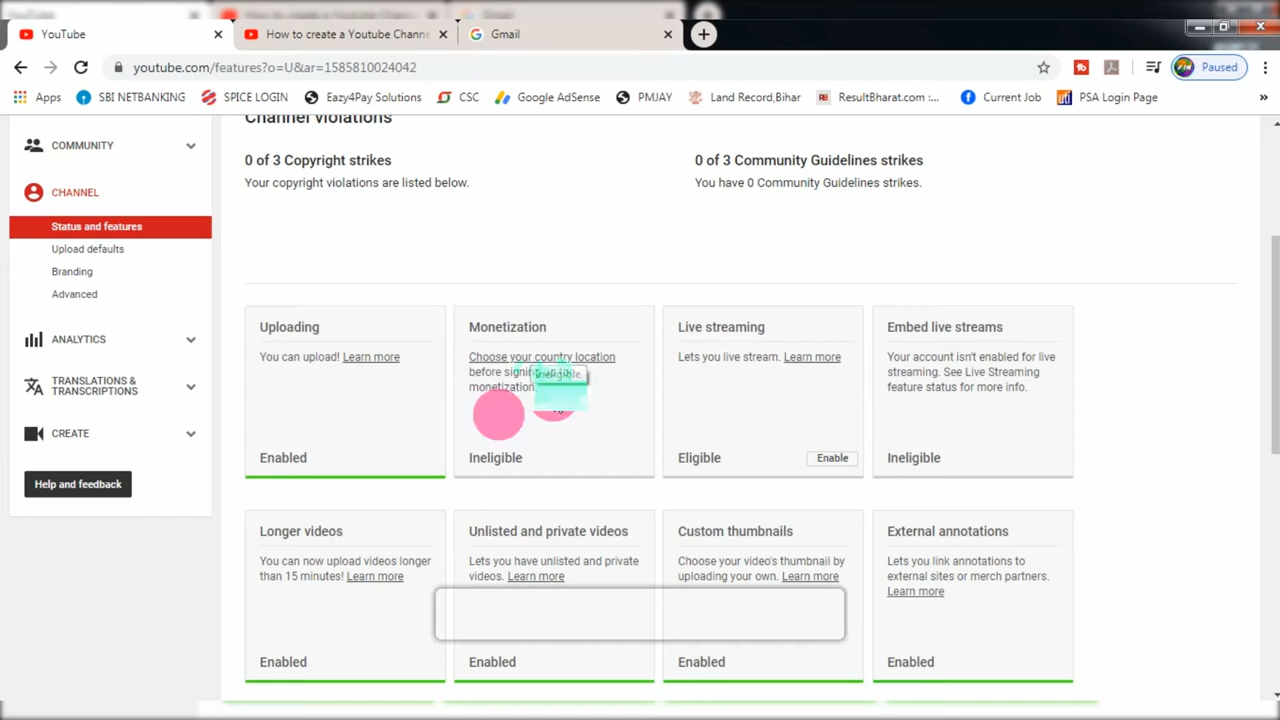 YouTube
How to create a Youtube Chann
Gmail
youtube.com/features?o=U&ar=1585810024042
Paused
Apps
SBI NETBANKING
SPICE LOGIN
Eazy4Pay Solutions
CSC
Google AdSense
PMJAY
Land Record,Bihar
ResultBharat.com :...
Current Job
PSA Login Page
»
COMMUNITY
CHANNEL
Status and features
Upload defaults
Branding
Advanced
ANALYTICS
TRANSLATIONS &
TRANSCRIPTIONS
CREATE
Help and feedback
Channel violations
0 of 3 Copyright strikes
Your copyright violations are listed below.
0 of 3 Community Guidelines strikes
You have 0 Community Guidelines strikes.
Uploading
You can upload! Learn more
Enabled
Monetization
Choose your country location
before signing up for
monetization
Ineligible
Ineligible
Live streaming
Lets you live stream. Learn more
Eligible
Enable
Embed live streams
Your account isn't enabled for live
streaming. See Live Streaming
feature status for more info.
Ineligible
Longer videos
You can now upload videos longer
than 15 minutes! Learn more
Enabled
Unlisted and private videos
Lets you have unlisted and private
videos. Learn more
Enabled
Custom thumbnails
Choose your video's thumbnail by
uploading your own. Learn more
Enabled
External annotations
Lets you link annotations to
external sites or merch partners.
Learn more
Enabled